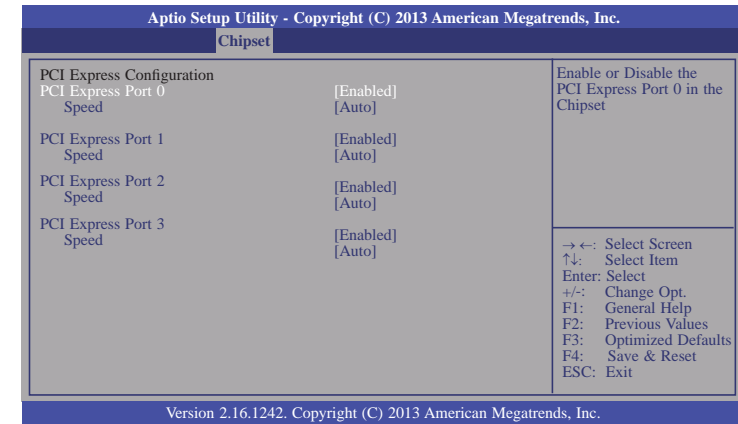 Aptio Setup Utility - Copyright (C) 2013 American Megatrends, Inc.
Chipset
PCI Express Configuration
PCI Express Port 0 [Enabled]
Speed [Auto]
PCI Express Port 1 [Enabled]
Speed [Auto]
PCI Express Port 2 [Enabled]
Speed [Auto]
PCI Express Port 3 [Enabled]
Speed [Auto]
Enable or Disable the
PCI Express Port 0 in the
Chipset
→←: Select Screen
↑↓: Select Item
Enter: Select
+/-: Change Opt.
F1: General Help
F2: Previous Values
F3: Optimized Defaults
F4: Save & Reset
ESC: Exit
Version 2.16.1242. Copyright (C) 2013 American Megatrends, Inc.